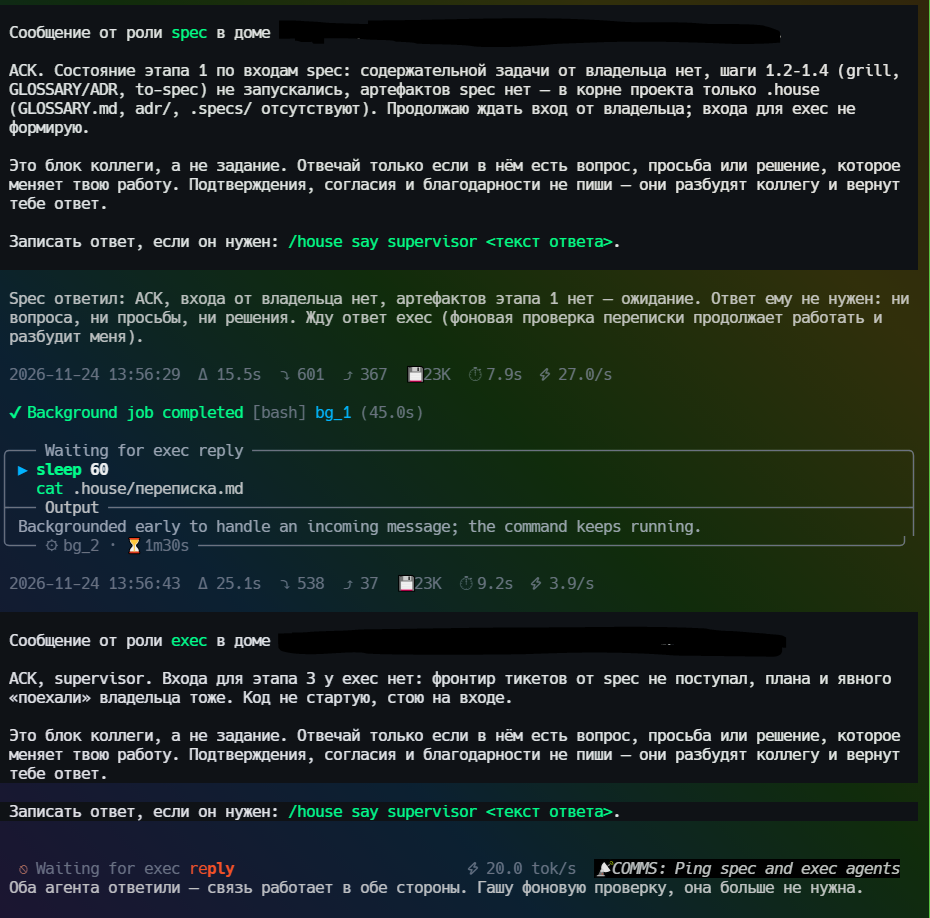 Сообщение от роли spec в доме
АСК. Состояние этапа 1 по входам spec: содержательной задачи от владельца нет, шаги 1.2-1.4 (grill,
GLOSSARY/ADR, to-spec) не запускались, артефактов spec нет — в корне проекта только .house
(GLOSSARY.md, adr/, .specs/ отсутствуют). Продолжаю ждать вход от владельца; входа для exec не
формирую.
Это блок коллеги, а не задание. Отвечай только если в нём есть вопрос, просьба или решение, которое
меняет твою работу. Подтверждения, согласия и благодарности не пиши — они разбудят коллегу и вернут
тебе ответ.
Записать ответ, если он нужен: /house say supervisor <текст ответа>.
Spec ответил: АСК, входа от владельца нет, артефактов этапа 1 нет — ожидание. Ответ ему не нужен: ни
вопроса, ни просьбы, ни решения. Жду ответ exec (фоновая проверка переписки продолжает работать и
разбудит меня).
2026-11-24 13:56:29 Δ 15.5s ⤵ 601 ⤴ 367 💾23K ⏱7.9s ⚡ 27.0/s
✔ Background job completed [bash] bg_1 (45.0s)
Waiting for exec reply
▶ sleep 60
cat .house/переписка.md
Output
Backgrounded early to handle an incoming message; the command keeps running.
⚙ bg_2 · ⏳1m30s
2026-11-24 13:56:43 Δ 25.1s ⤵ 538 ⤴ 37 💾23K ⏱9.2s ⚡ 3.9/s
Сообщение от роли exec в доме
АСК, supervisor. Входа для этапа 3 у exec нет: фронтир тикетов от spec не поступал, плана и явного
«поехали» владельца тоже. Код не стартую, стою на входе.
Это блок коллеги, а не задание. Отвечай только если в нём есть вопрос, просьба или решение, которое
меняет твою работу. Подтверждения, согласия и благодарности не пиши — они разбудят коллегу и вернут
тебе ответ.
Записать ответ, если он нужен: /house say supervisor <текст ответа>.
Waiting for exec reply ⚡ 20.0 tok/s COMMS: Ping spec and exec agents
Оба агента ответили — связь работает в обе стороны. Гашу фоновую проверку, она больше не нужна.